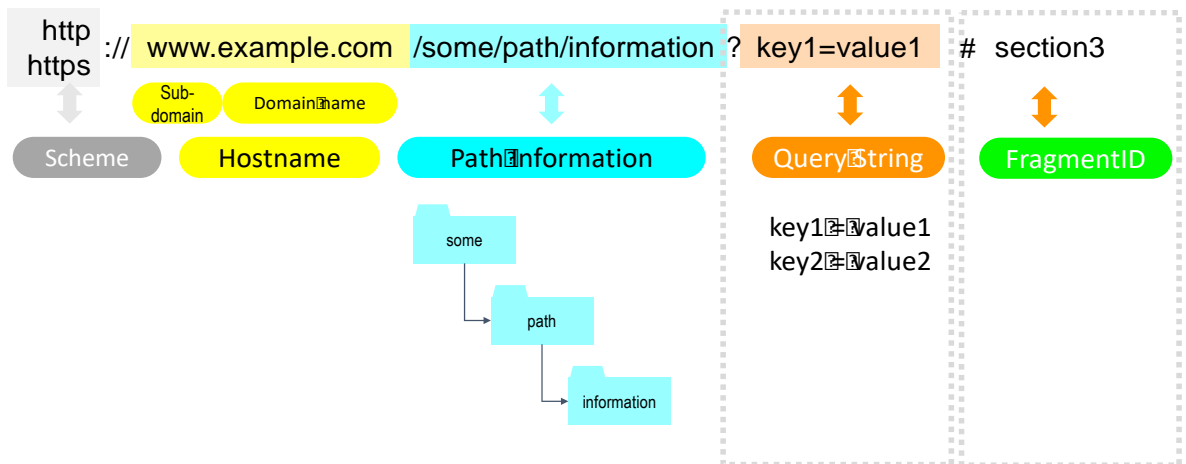 http
https
:// www.example.com /some/path/information ? key1=value1 # section3
Sub-
domain
Domain⍰name
Scheme
Hostname
Path⍰Information
Query⍰String
FragmentID
key1⍰=⍰value1
key2⍰=⍰value2
some
path
information